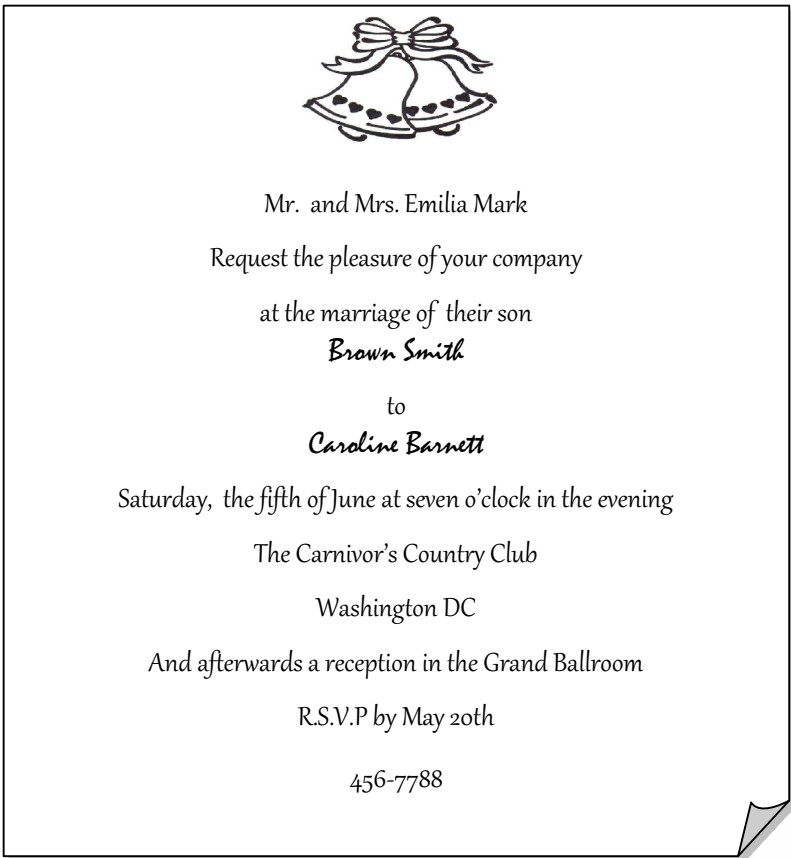 Mr. and Mrs. Emilia Mark
Request the pleasure of your company
at the marriage of their son
Brown Smith
to
Caroline Barnett
Saturday, the fifth of June at seven o’clock in the evening
The Carnivor’s Country Club
Washington DC
And afterwards a reception in the Grand Ballroom
R.S.V.P by May 20th
456-7788